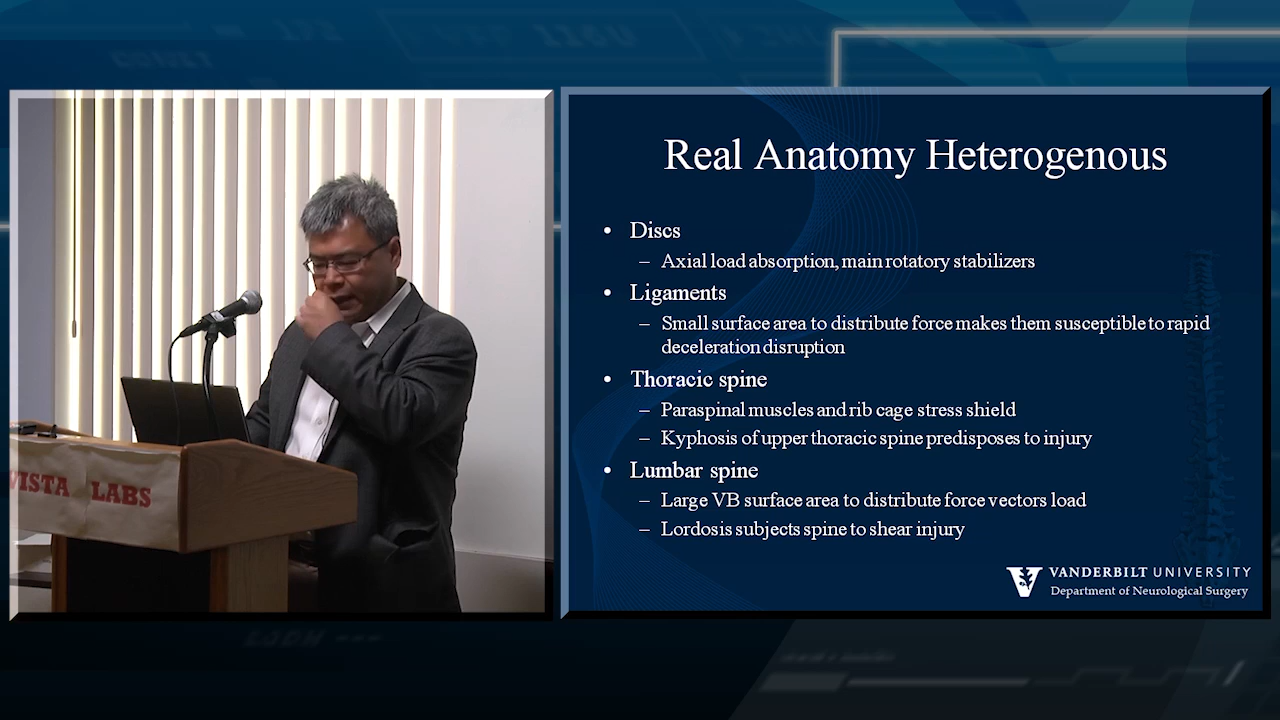 VISTA LABS
Real Anatomy Heterogenous
• Discs
– Axial load absorption, main rotatory stabilizers
• Ligaments
– Small surface area to distribute force makes them susceptible to rapid
deceleration disruption
• Thoracic spine
– Paraspinal muscles and rib cage stress shield
– Kyphosis of upper thoracic spine predisposes to injury
• Lumbar spine
– Large VB surface area to distribute force vectors load
– Lordosis subjects spine to shear injury
VANDERBILT UNIVERSITY
Department of Neurological Surgery